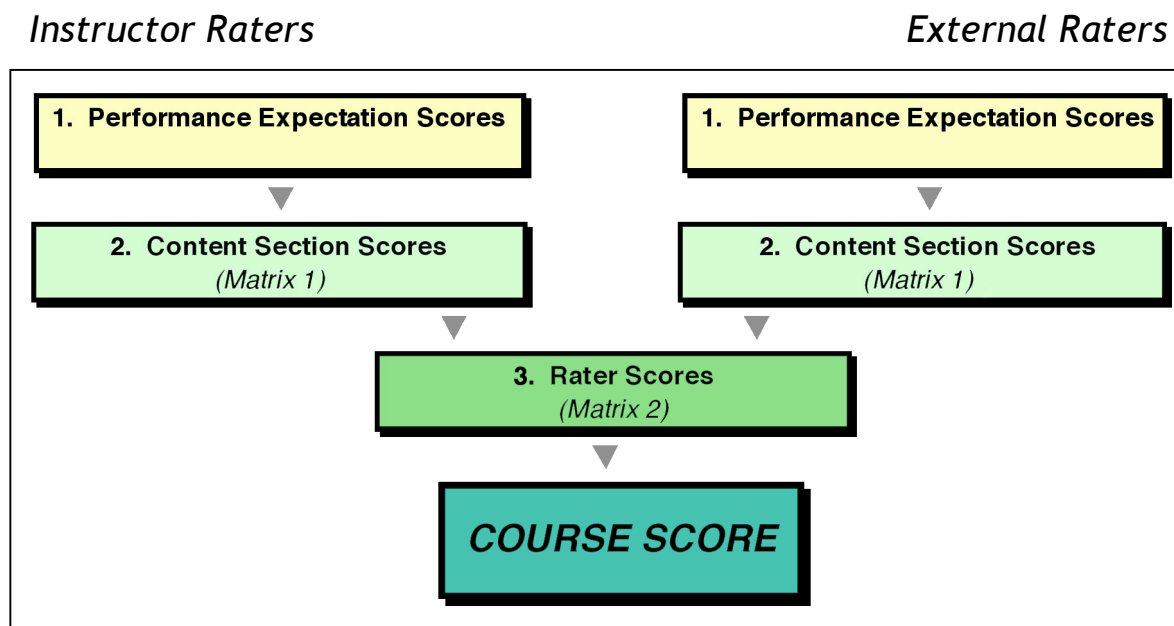 Instructor Raters
External Raters
1. Performance Expectation Scores
1. Performance Expectation Scores
2. Content Section Scores
(Matrix 1)
2. Content Section Scores
(Matrix 1)
3. Rater Scores
(Matrix 2)
COURSE SCORE